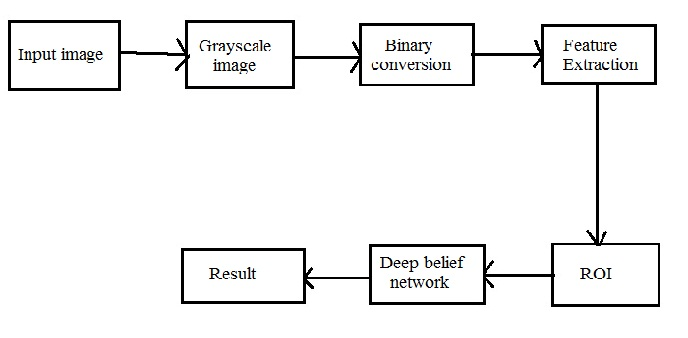 Input image
Grayscale
image
Binary
conversion
Feature
Extraction
ROI
Deep belief
network
Result